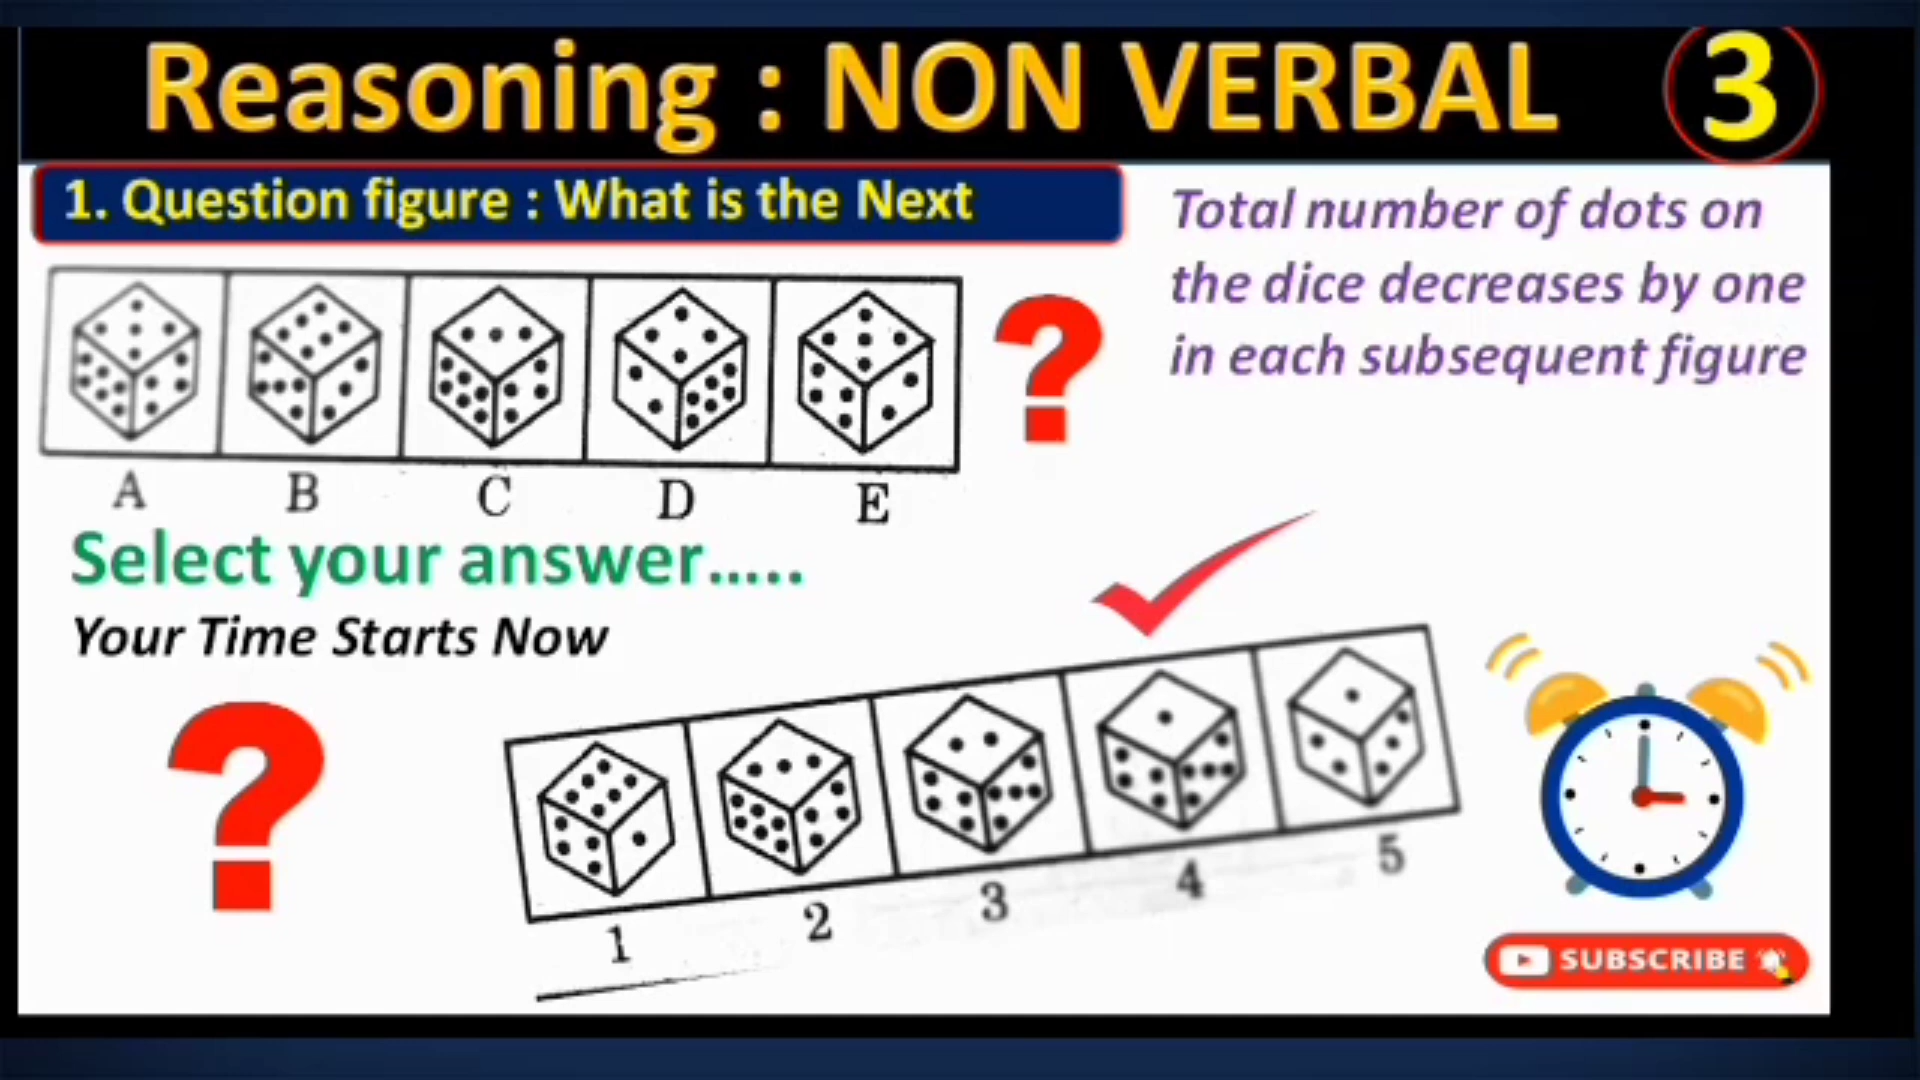 Reasoning : NON VERBAL 3
1. Question figure : What is the Next
Total number of dots on
the dice decreases by one
in each subsequent figure
?
A B C D E
Select your answer.....
Your Time Starts Now
?
1 2 3 4 5
SUBSCRIBE